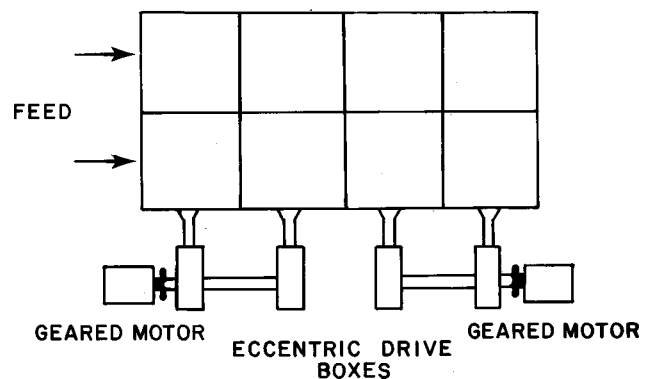 FEED
GEARED MOTOR
GEARED MOTOR
ECCENTRIC DRIVE
BOXES